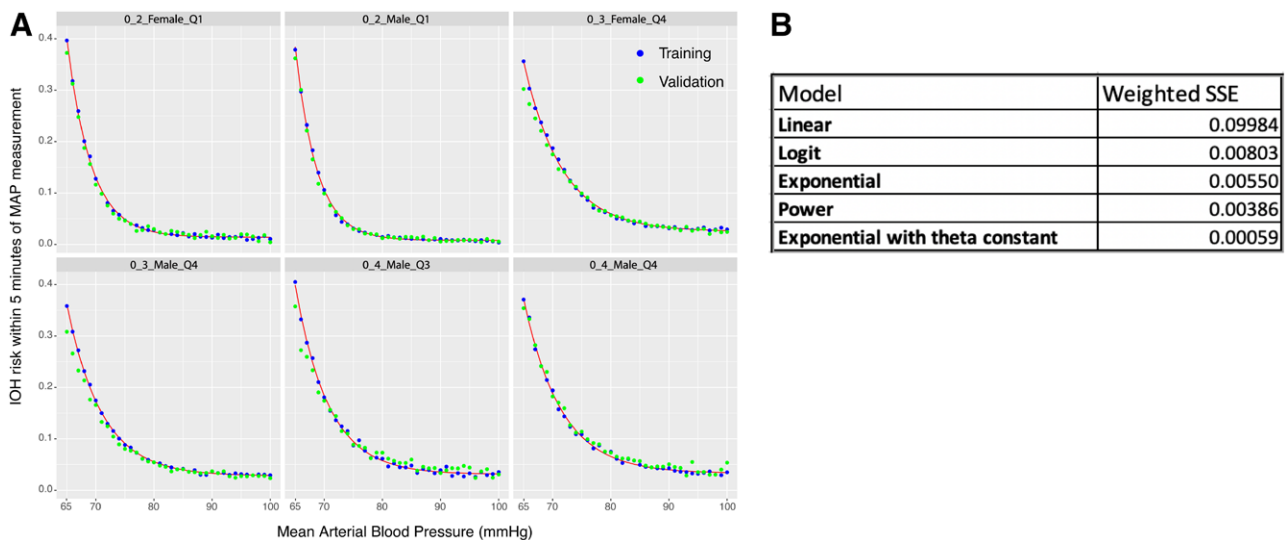 A
IOH risk within 5 minutes of MAP measurement
0_2_Female_Q1
0_2_Male_Q1
0_3_Female_Q4
0.4
0.3
0.2
0.1
0.0
Training
Validation
0_3_Male_Q4
0_4_Male_Q3
0_4_Male_Q4
0.4
0.3
0.2
0.1
0.0
65 70 80 90 100
65 70 80 90 100
65 70 80 90 100
Mean Arterial Blood Pressure (mmHg)
B
Model Weighted SSE
Linear 0.09984
Logit 0.00803
Exponential 0.00550
Power 0.00386
Exponential with theta constant 0.00059